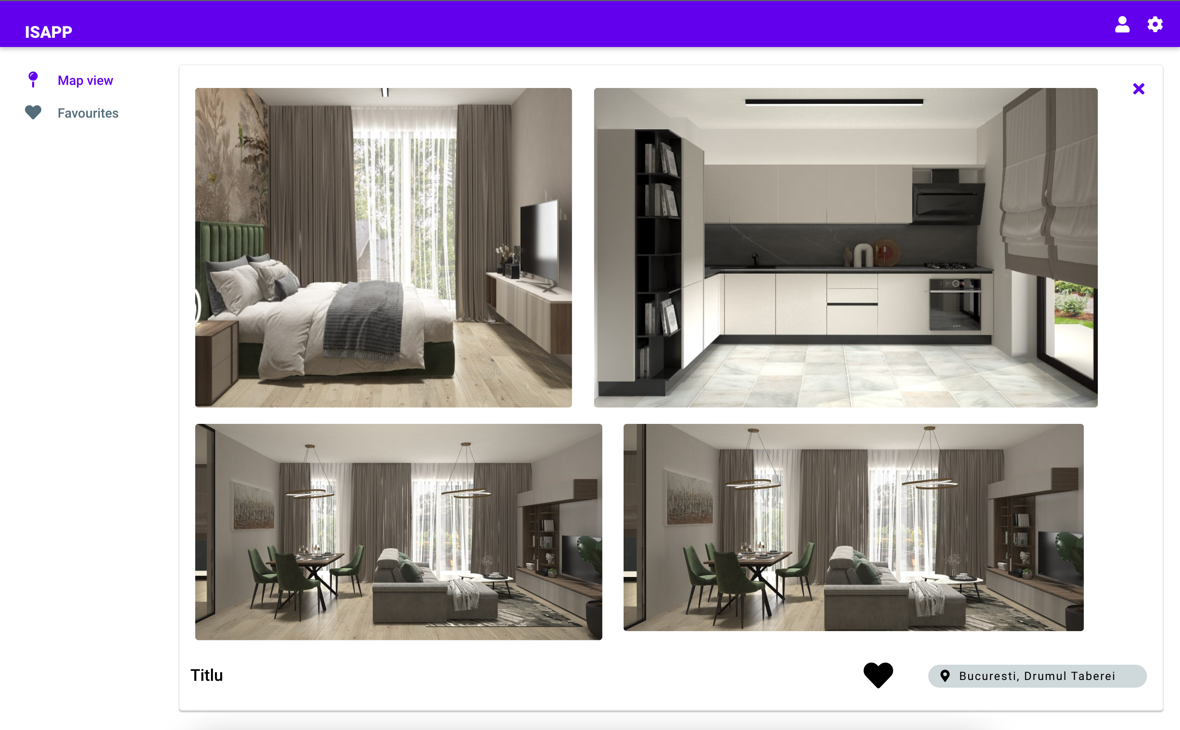 ISAPP
Map view
Favourites
Titlu
Bucuresti, Drumul Taberei